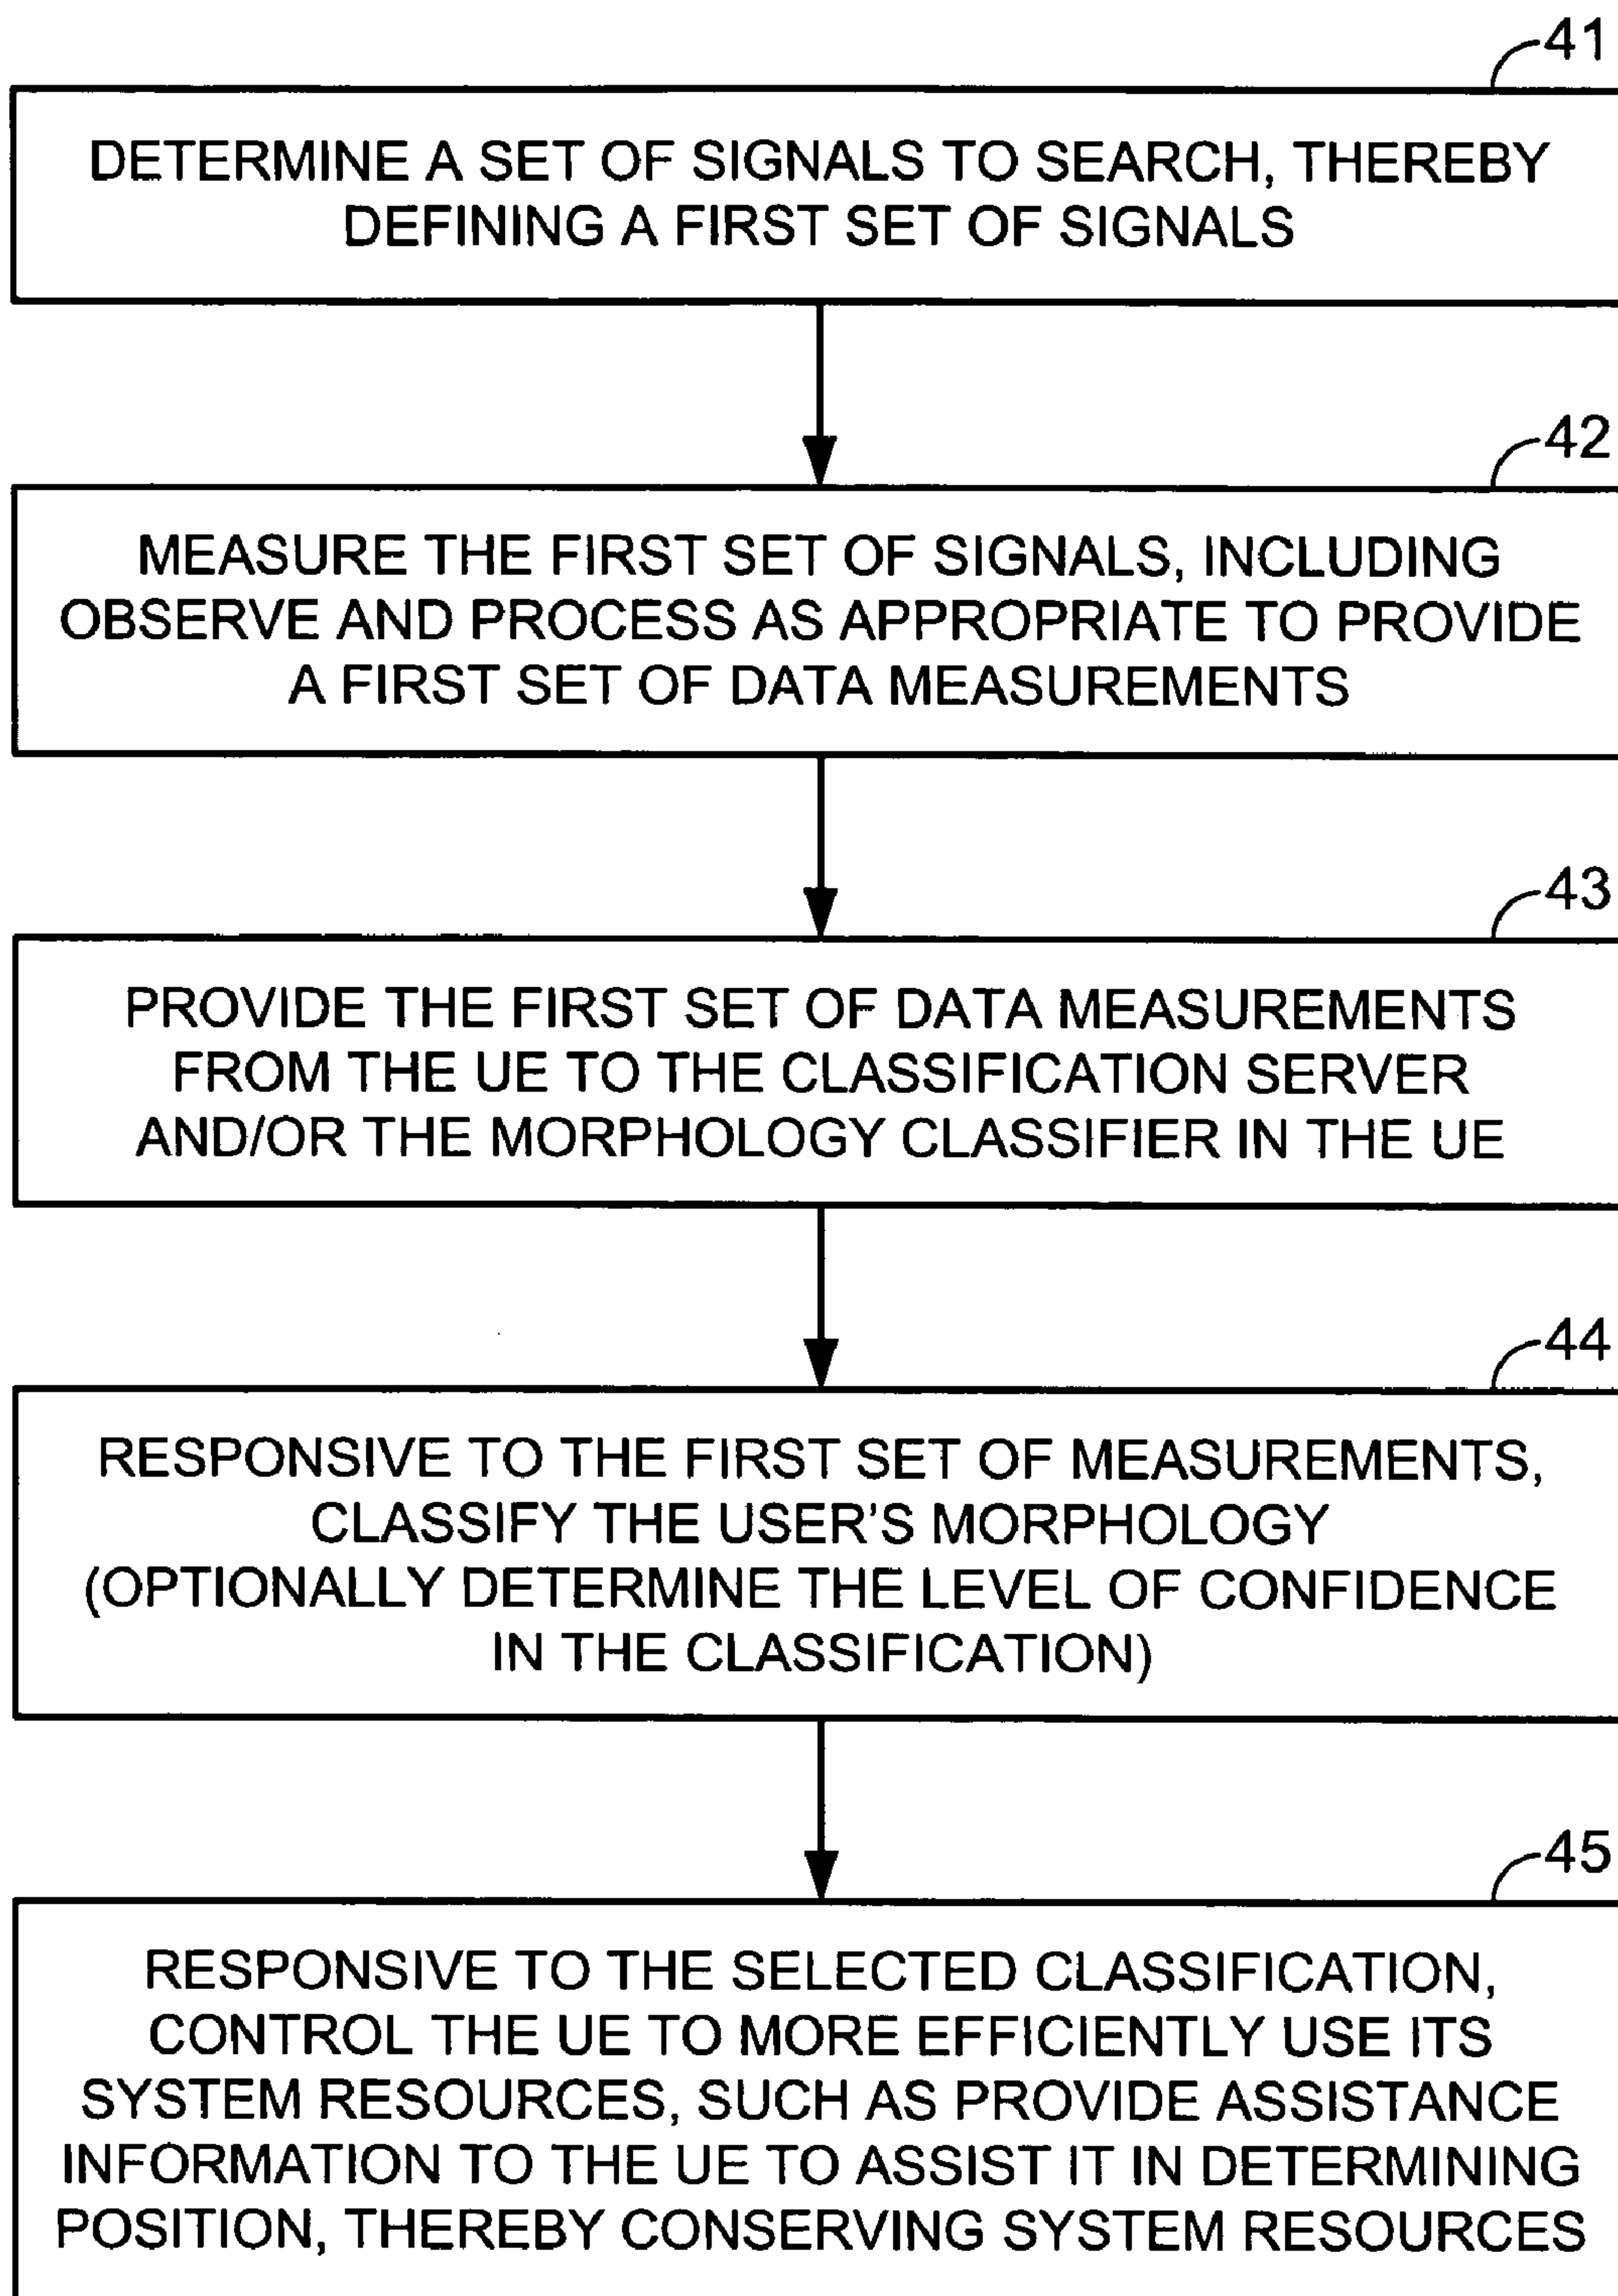 41
DETERMINE A SET OF SIGNALS TO SEARCH, THEREBY
DEFINING A FIRST SET OF SIGNALS
42
MEASURE THE FIRST SET OF SIGNALS, INCLUDING
OBSERVE AND PROCESS AS APPROPRIATE TO PROVIDE
A FIRST SET OF DATA MEASUREMENTS
43
PROVIDE THE FIRST SET OF DATA MEASUREMENTS
FROM THE UE TO THE CLASSIFICATION SERVER
AND/OR THE MORPHOLOGY CLASSIFIER IN THE UE
44
RESPONSIVE TO THE FIRST SET OF MEASUREMENTS,
CLASSIFY THE USER'S MORPHOLOGY
(OPTIONALLY DETERMINE THE LEVEL OF CONFIDENCE
IN THE CLASSIFICATION)
45
RESPONSIVE TO THE SELECTED CLASSIFICATION,
CONTROL THE UE TO MORE EFFICIENTLY USE ITS
SYSTEM RESOURCES, SUCH AS PROVIDE ASSISTANCE
INFORMATION TO THE UE TO ASSIST IT IN DETERMINING
POSITION, THEREBY CONSERVING SYSTEM RESOURCES